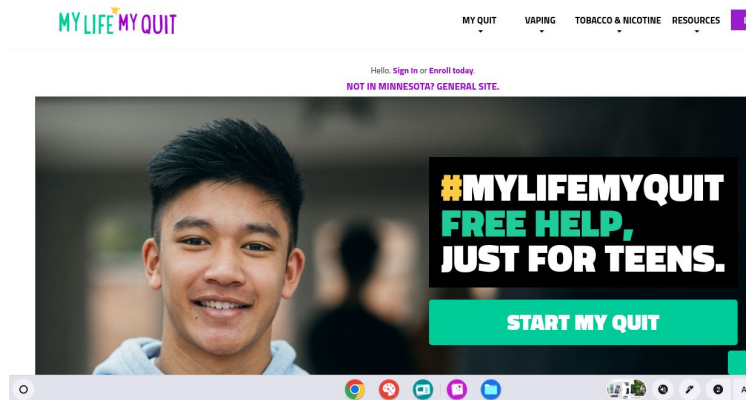 MY LIFE MY QUIT
MY QUIT VAPING TOBACCO & NICOTINE RESOURCES
Hello. Sign In or Enroll today.
NOT IN MINNESOTA? GENERAL SITE.
#MYLIFEMYQUIT
FREE HELP,
JUST FOR TEENS.
START MY QUIT